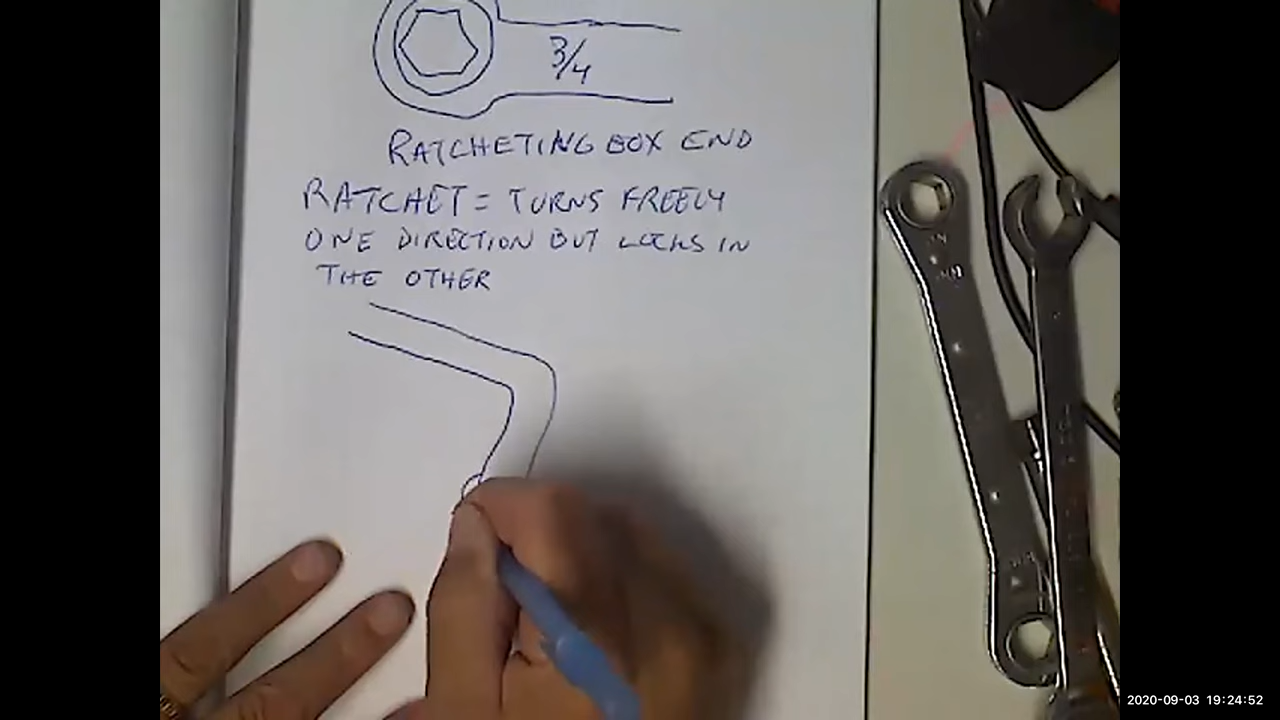 3/4
RATCHETING BOX END
RATCHET = TURNS FREELY
ONE DIRECTION BUT LOCKS IN
THE OTHER
2020-09-03 19:24:52